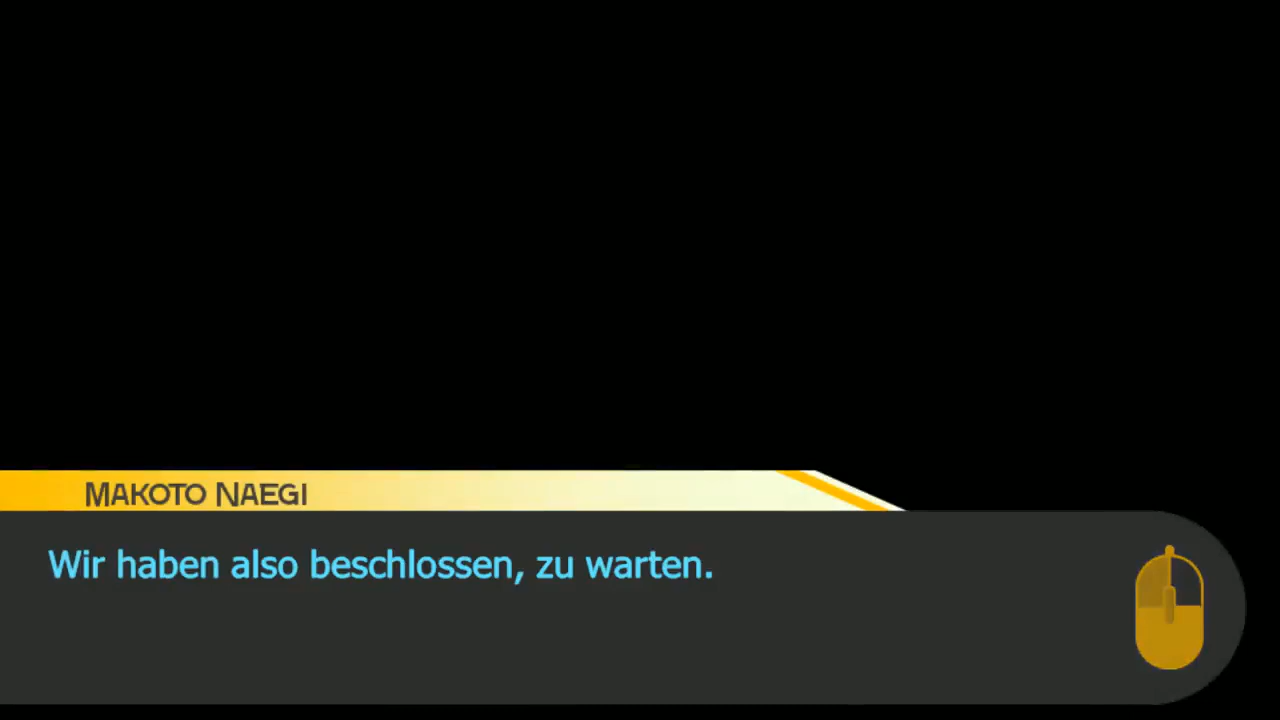 MAKOTO NAEGI
Wir haben also beschlossen, zu warten.